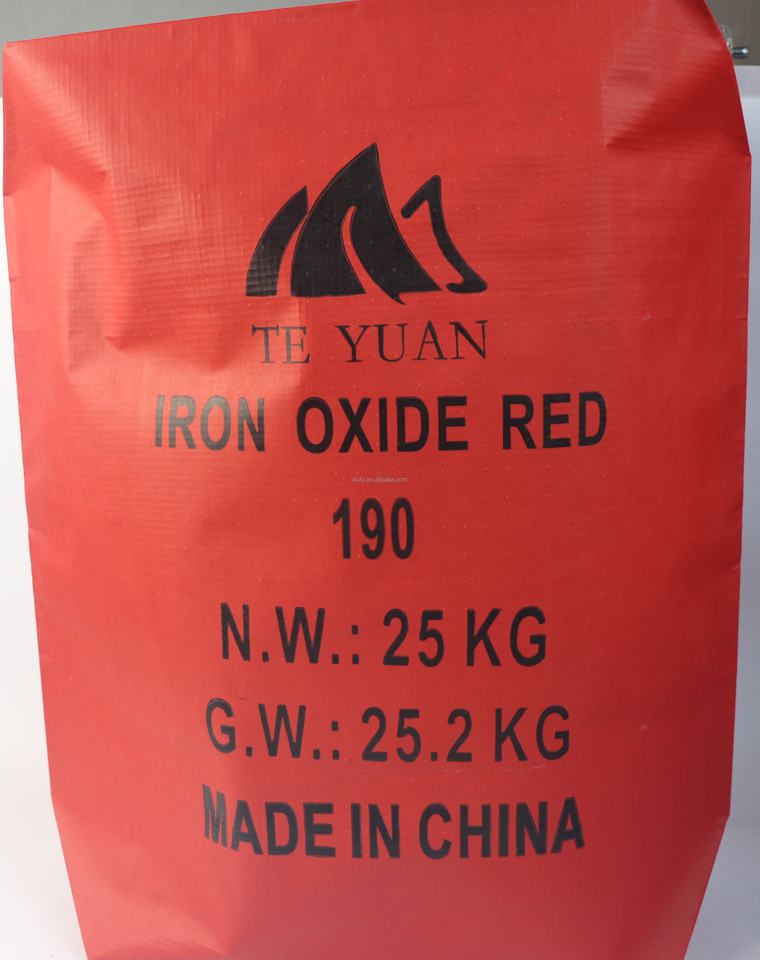 TE YUAN
IRON OXIDE RED
190
N.W.: 25 KG
G.W.: 25.2 KG
MADE IN CHINA